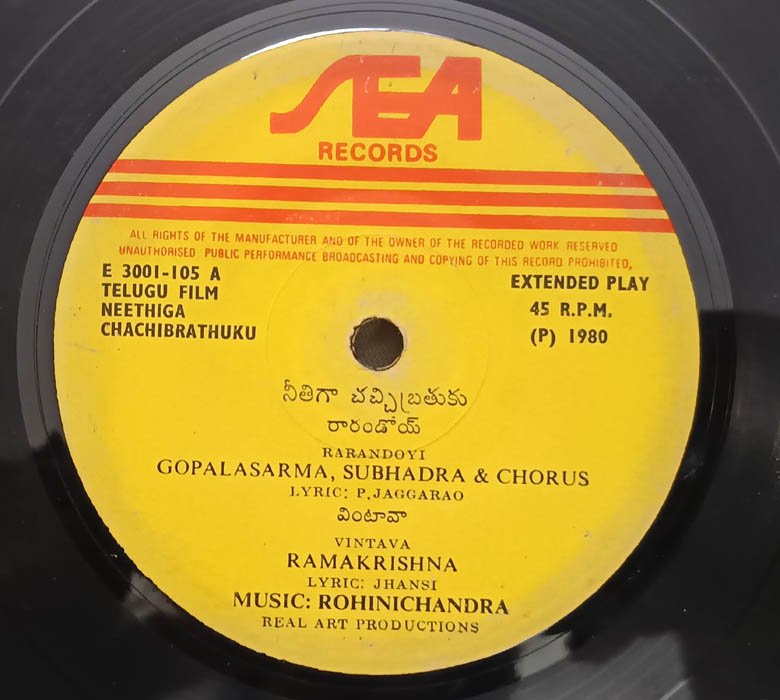 SEA
RECORDS
ALL RIGHTS OF THE MANUFACTURER AND OF THE OWNER OF THE RECORDED WORK RESERVED
UNAUTHORISED PUBLIC PERFORMANCE BROADCASTING AND COPYING OF THIS RECORD PROHIBITED,
E 3001-105 A
TELUGU FILM
NEETHIGA
CHACHIBRATHUKU
EXTENDED PLAY
45 R.P.M.
(P) 1980
నీతిగా చచ్చిబ్రతుకు
రారండోయ్
RARANDOYI
GOPALASARMA, SUBHADRA & CHORUS
LYRIC: P.JAGGARAO
వింటావా
VINTAVA
RAMAKRISHNA
LYRIC: JHANSI
MUSIC: ROHINICHANDRA
REAL ART PRODUCTIONS